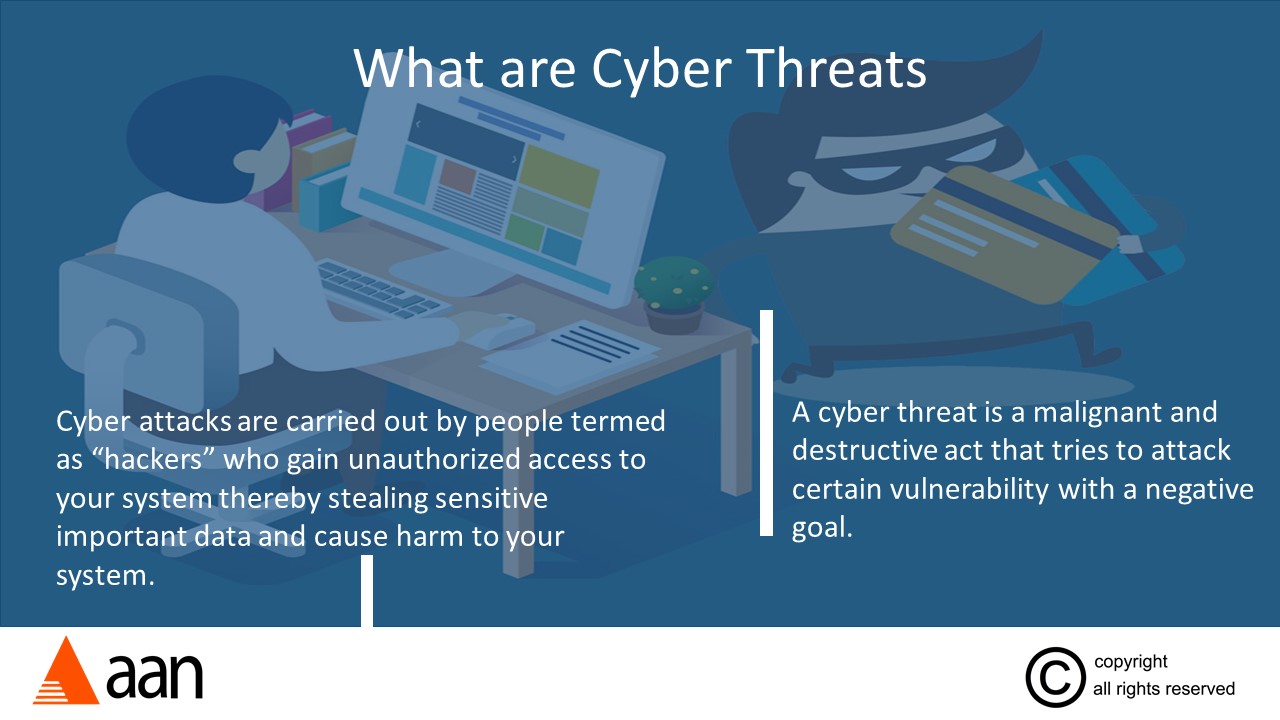 What are Cyber Threats
Cyber attacks are carried out by people termed
as “hackers” who gain unauthorized access to
your system thereby stealing sensitive
important data and cause harm to your
system.
A cyber threat is a malignant and
destructive act that tries to attack
certain vulnerability with a negative
goal.
aan
©
copyright
all rights reserved